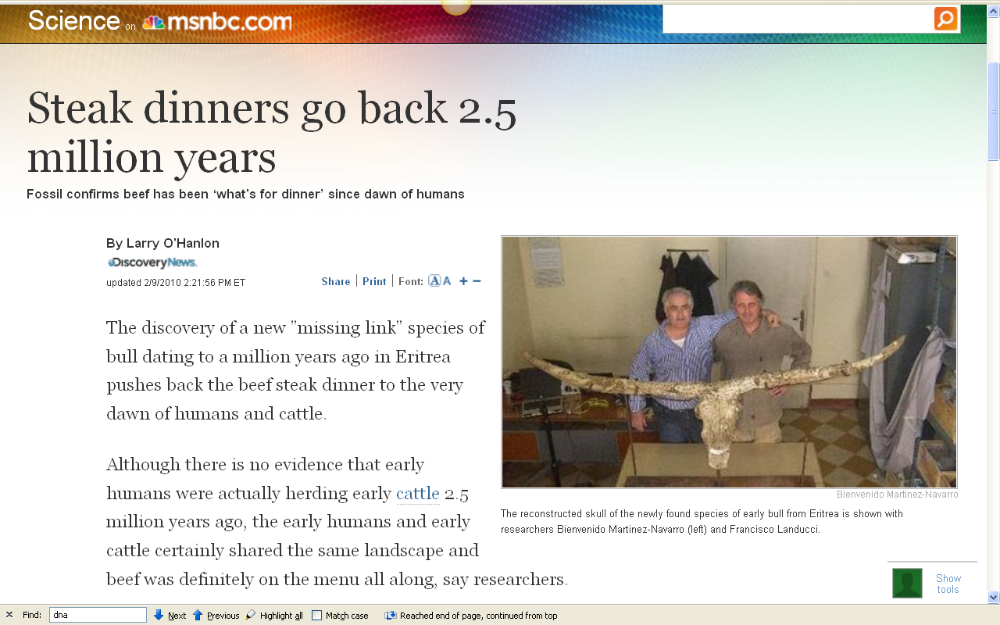 Science on msnbc.com
Steak dinners go back 2.5
million years
Fossil confirms beef has been ‘what's for dinner’ since dawn of humans
By Larry O'Hanlon
Discovery News.
updated 2/9/2010 2:21:56 PM ET
Share | Print | Font: A A + −
The discovery of a new "missing link" species of
bull dating to a million years ago in Eritrea
pushes back the beef steak dinner to the very
dawn of humans and cattle.
Although there is no evidence that early
humans were actually herding early cattle 2.5
million years ago, the early humans and early
cattle certainly shared the same landscape and
beef was definitely on the menu all along, say researchers.
Bienvenido Martinez-Navarro
The reconstructed skull of the newly found species of early bull from Eritrea is shown with
researchers Bienvenido Martinez-Navarro (left) and Francisco Landucci.
Show
tools
Find: dna Next Previous Highlight all Match case Reached end of page, continued from top